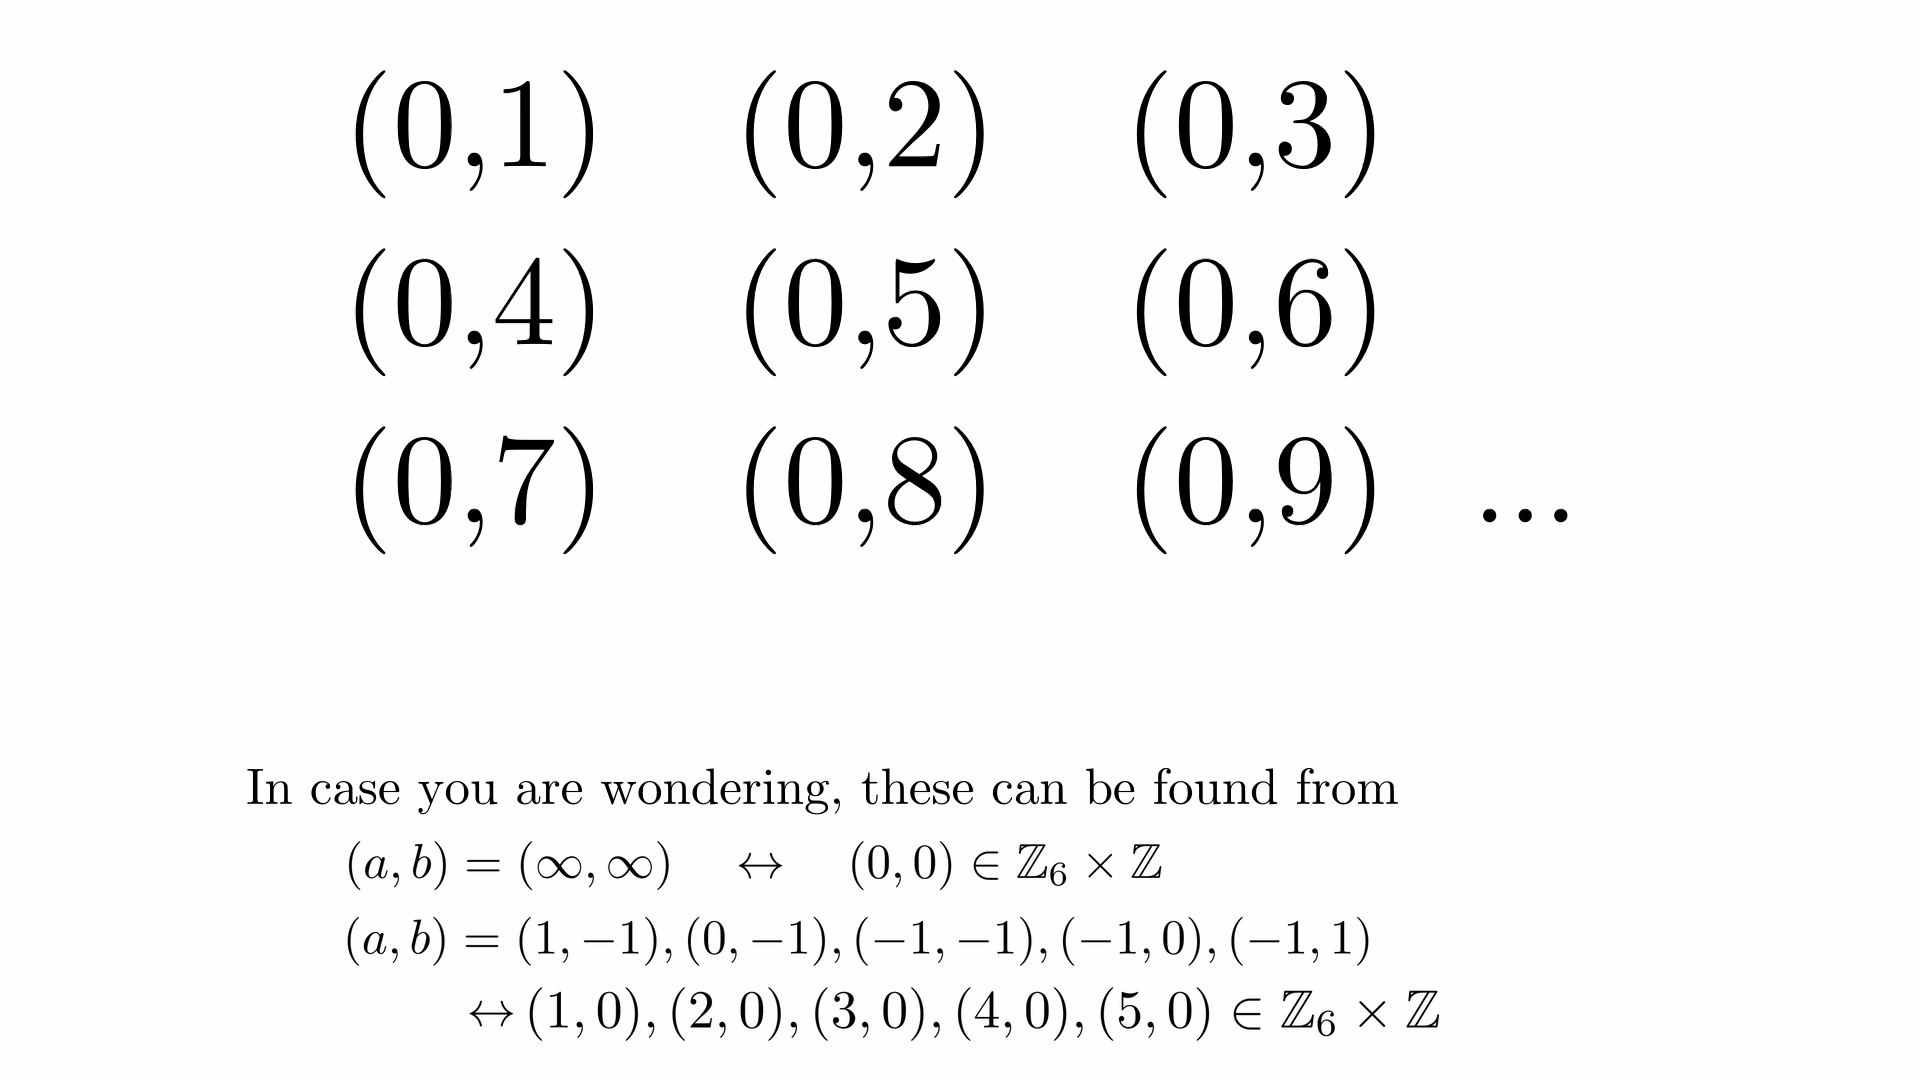 (0,1) (0,2) (0,3)
(0,4) (0,5) (0,6)
(0,7) (0,8) (0,9) ...
In case you are wondering, these can be found from
(a, b) = (∞, ∞) ↔ (0, 0) ∈ ℤ₆ × ℤ
(a, b) = (1, −1), (0, −1), (−1, −1), (−1, 0), (−1, 1)
↔ (1, 0), (2, 0), (3, 0), (4, 0), (5, 0) ∈ ℤ₆ × ℤ